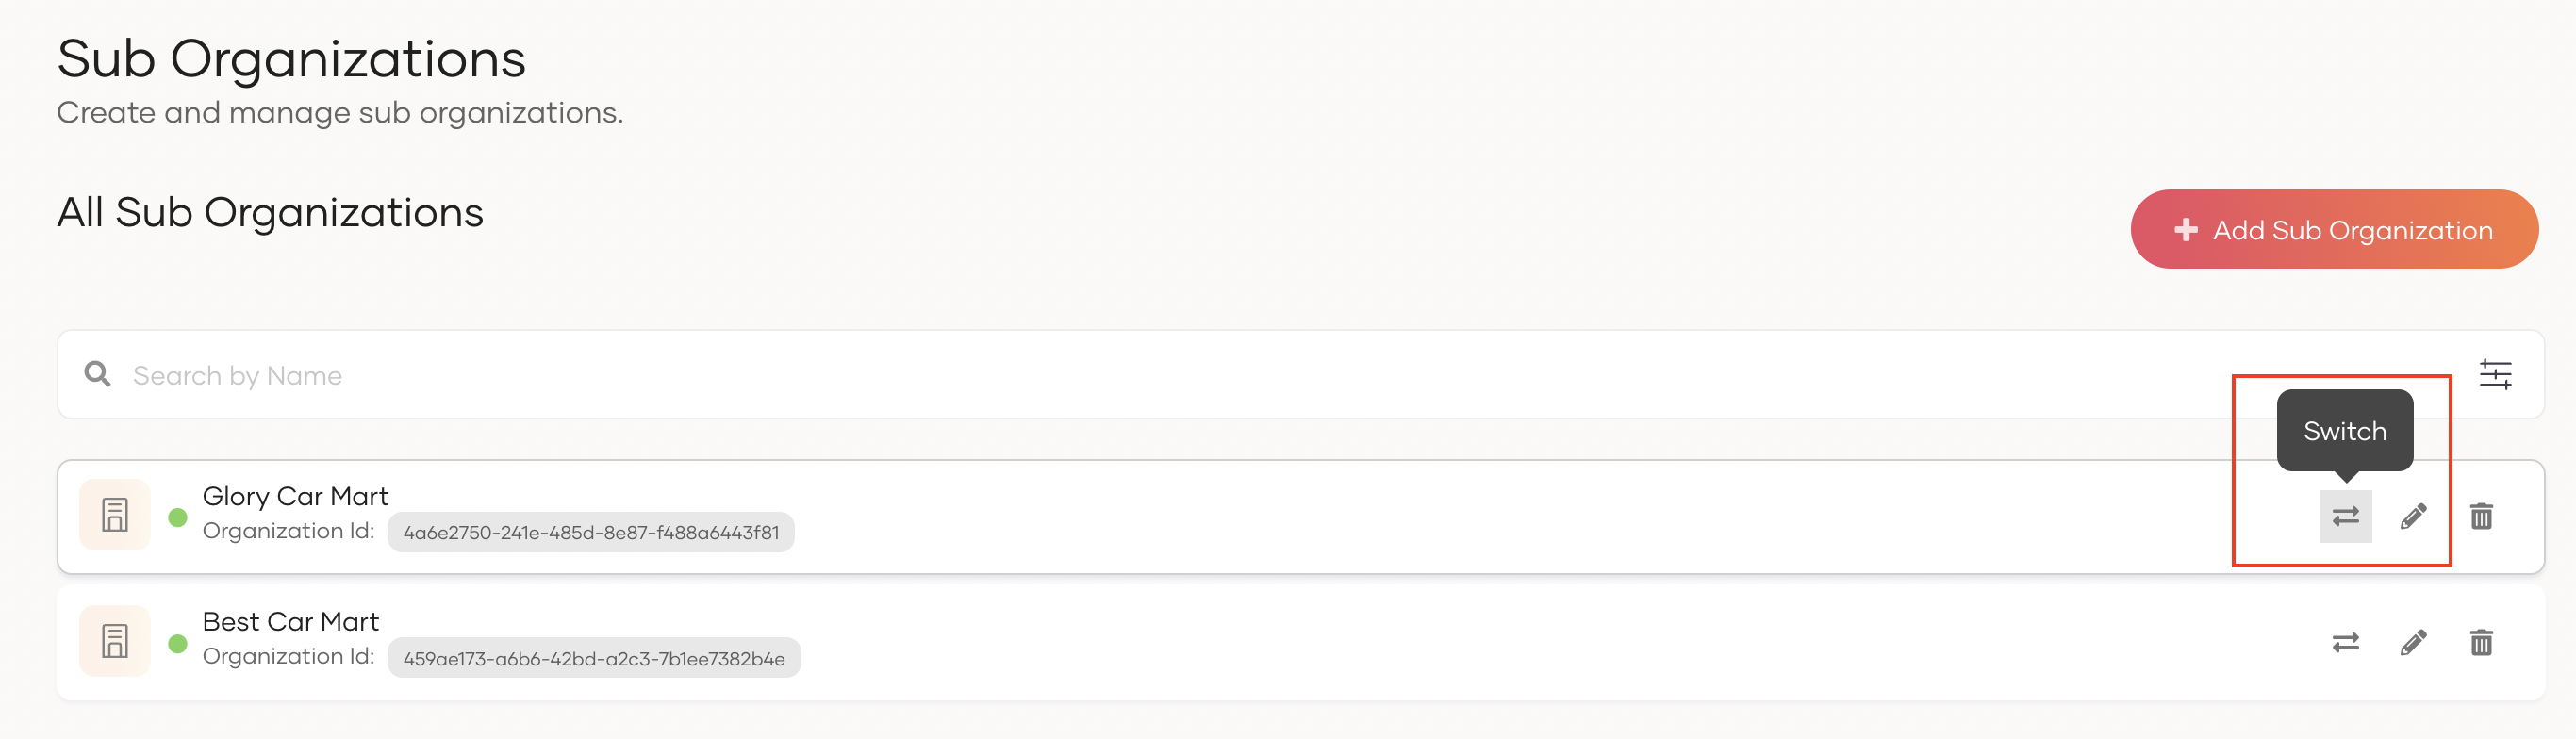 Sub Organizations
Create and manage sub organizations.
All Sub Organizations
Add Sub Organization
Search by Name
Switch
Glory Car Mart
Organization Id: 4a6e2750-241e-485d-8e87-f488a6443f81
Best Car Mart
Organization Id: 459ae173-a6b6-42bd-a2c3-7b1ee7382b4e